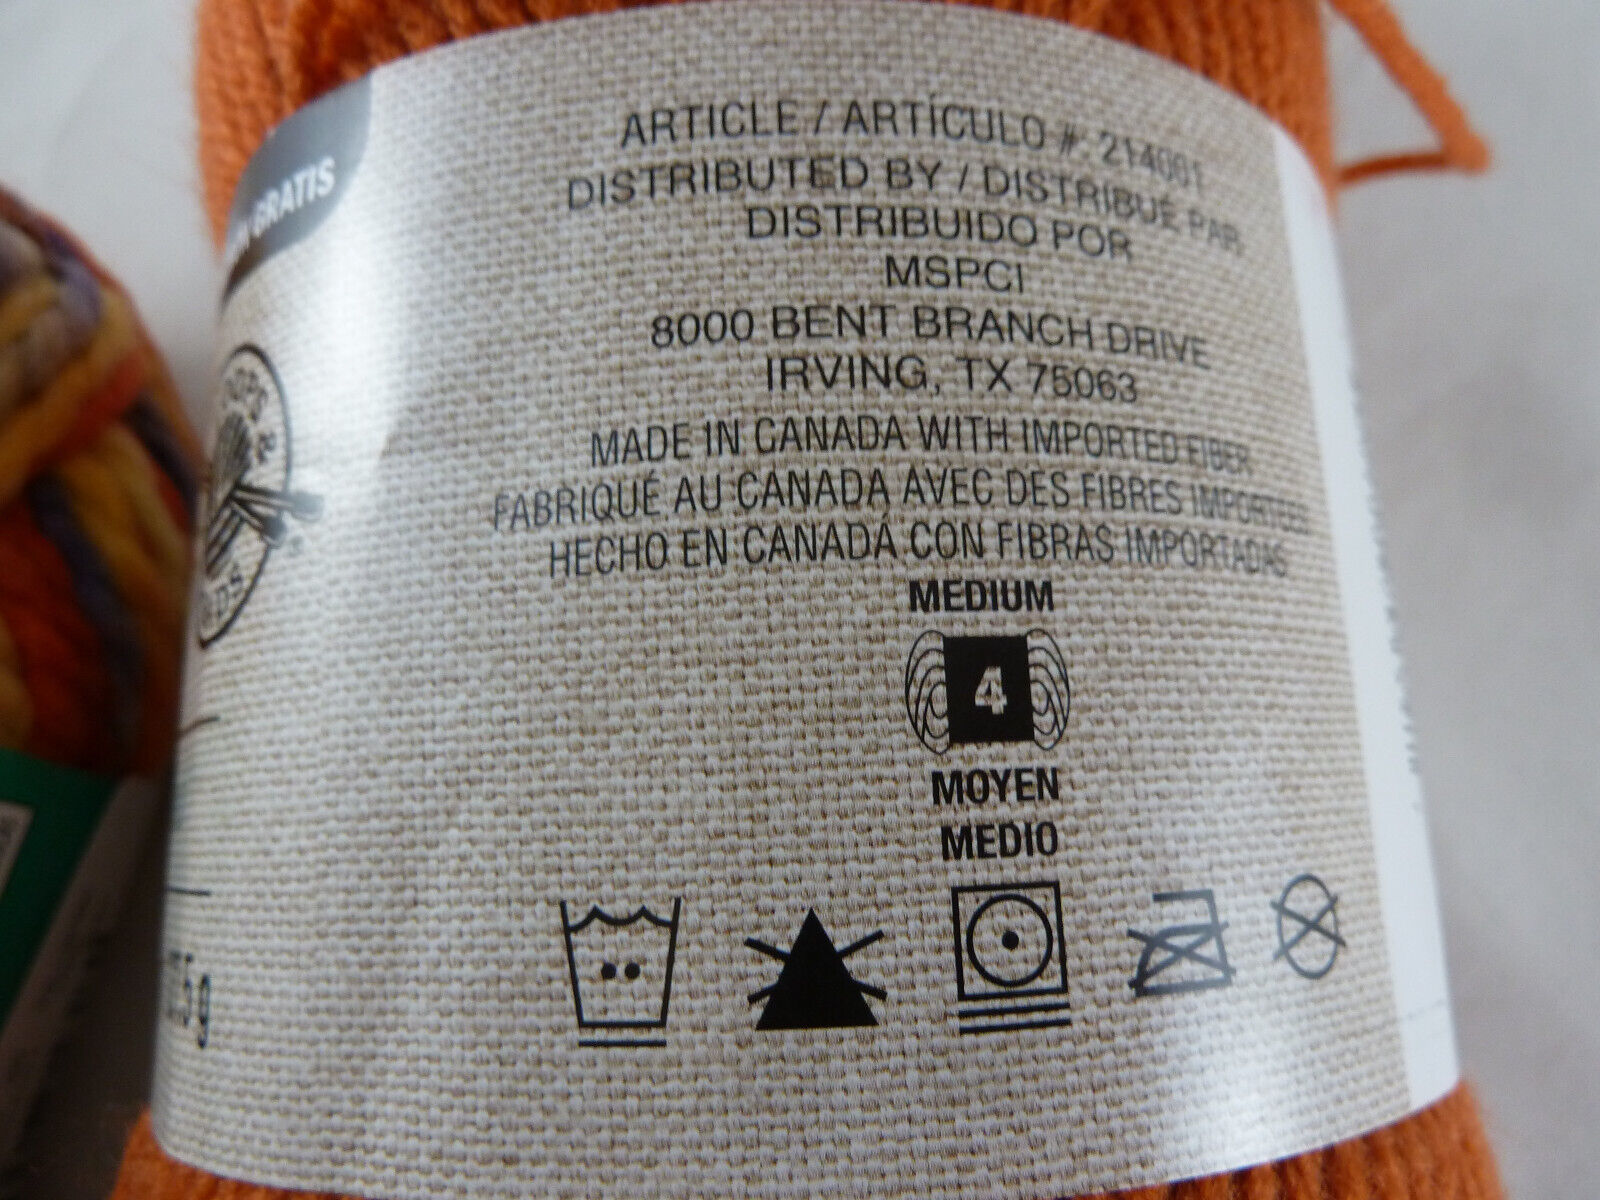 GRATIS
ARTICLE / ARTÍCULO #: 214001
DISTRIBUTED BY / DISTRIBUÉ PAR
DISTRIBUIDO POR
MSPCI
8000 BENT BRANCH DRIVE
IRVING, TX 75063
MADE IN CANADA WITH IMPORTED FIBER
FABRIQUÉ AU CANADA AVEC DES FIBRES IMPORTÉES
HECHO EN CANADÁ CON FIBRAS IMPORTADAS
MEDIUM
4
MOYEN
MEDIO
5 g